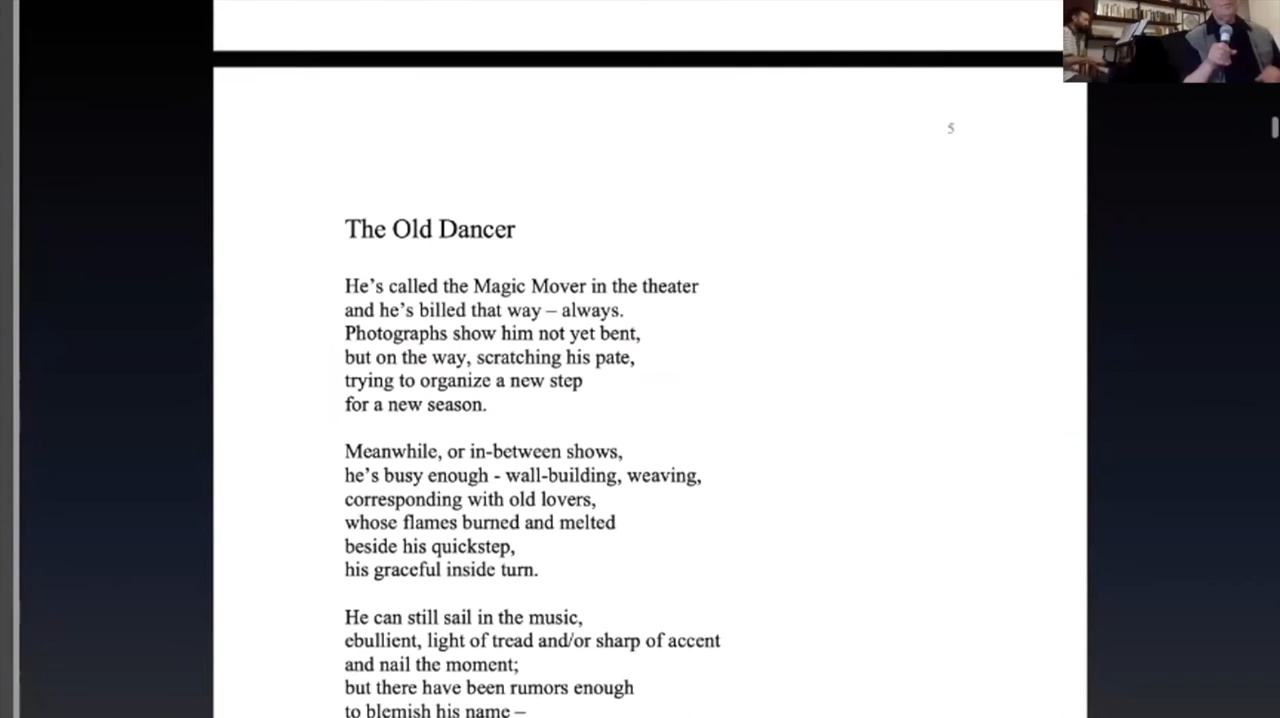 5
The Old Dancer
He's called the Magic Mover in the theater
and he's billed that way – always.
Photographs show him not yet bent,
but on the way, scratching his pate,
trying to organize a new step
for a new season.
Meanwhile, or in-between shows,
he's busy enough - wall-building, weaving,
corresponding with old lovers,
whose flames burned and melted
beside his quickstep,
his graceful inside turn.
He can still sail in the music,
ebullient, light of tread and/or sharp of accent
and nail the moment;
but there have been rumors enough
to blemish his name –